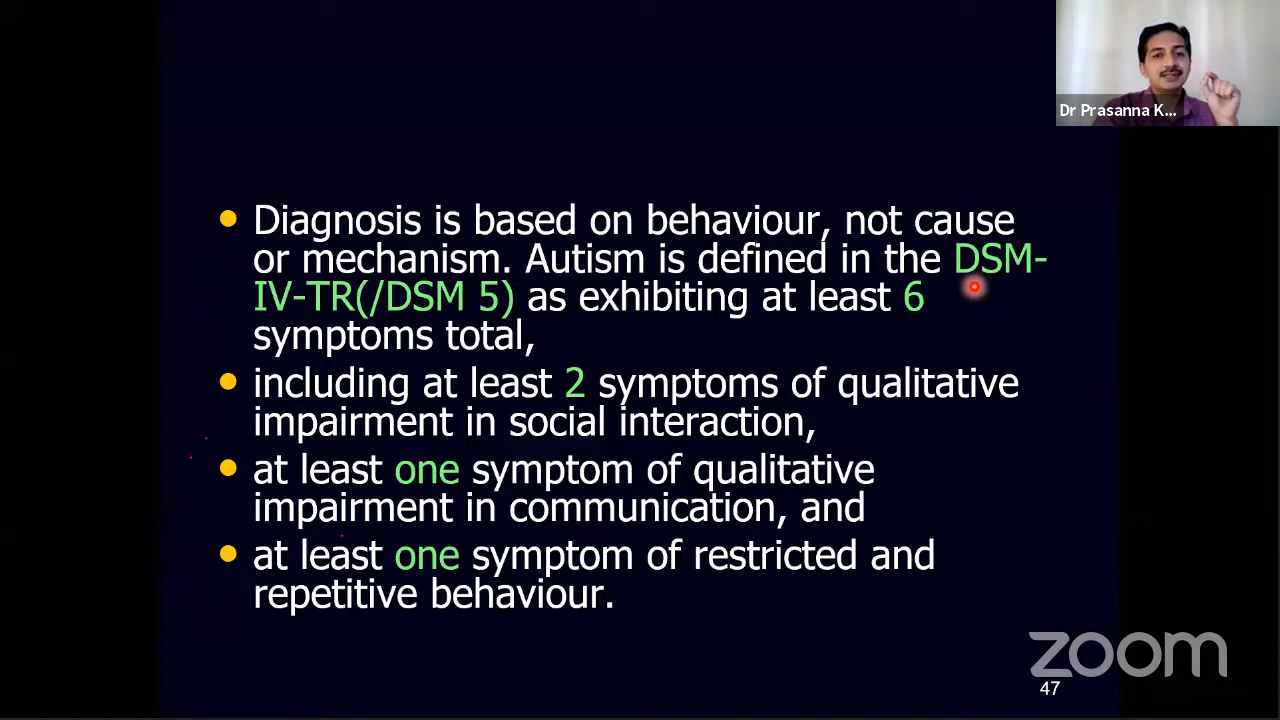 Dr Prasanna K...
• Diagnosis is based on behaviour, not cause
or mechanism. Autism is defined in the DSM-
IV-TR(/DSM 5) as exhibiting at least 6
symptoms total,
• including at least 2 symptoms of qualitative
impairment in social interaction,
• at least one symptom of qualitative
impairment in communication, and
• at least one symptom of restricted and
repetitive behaviour.
zoom
47